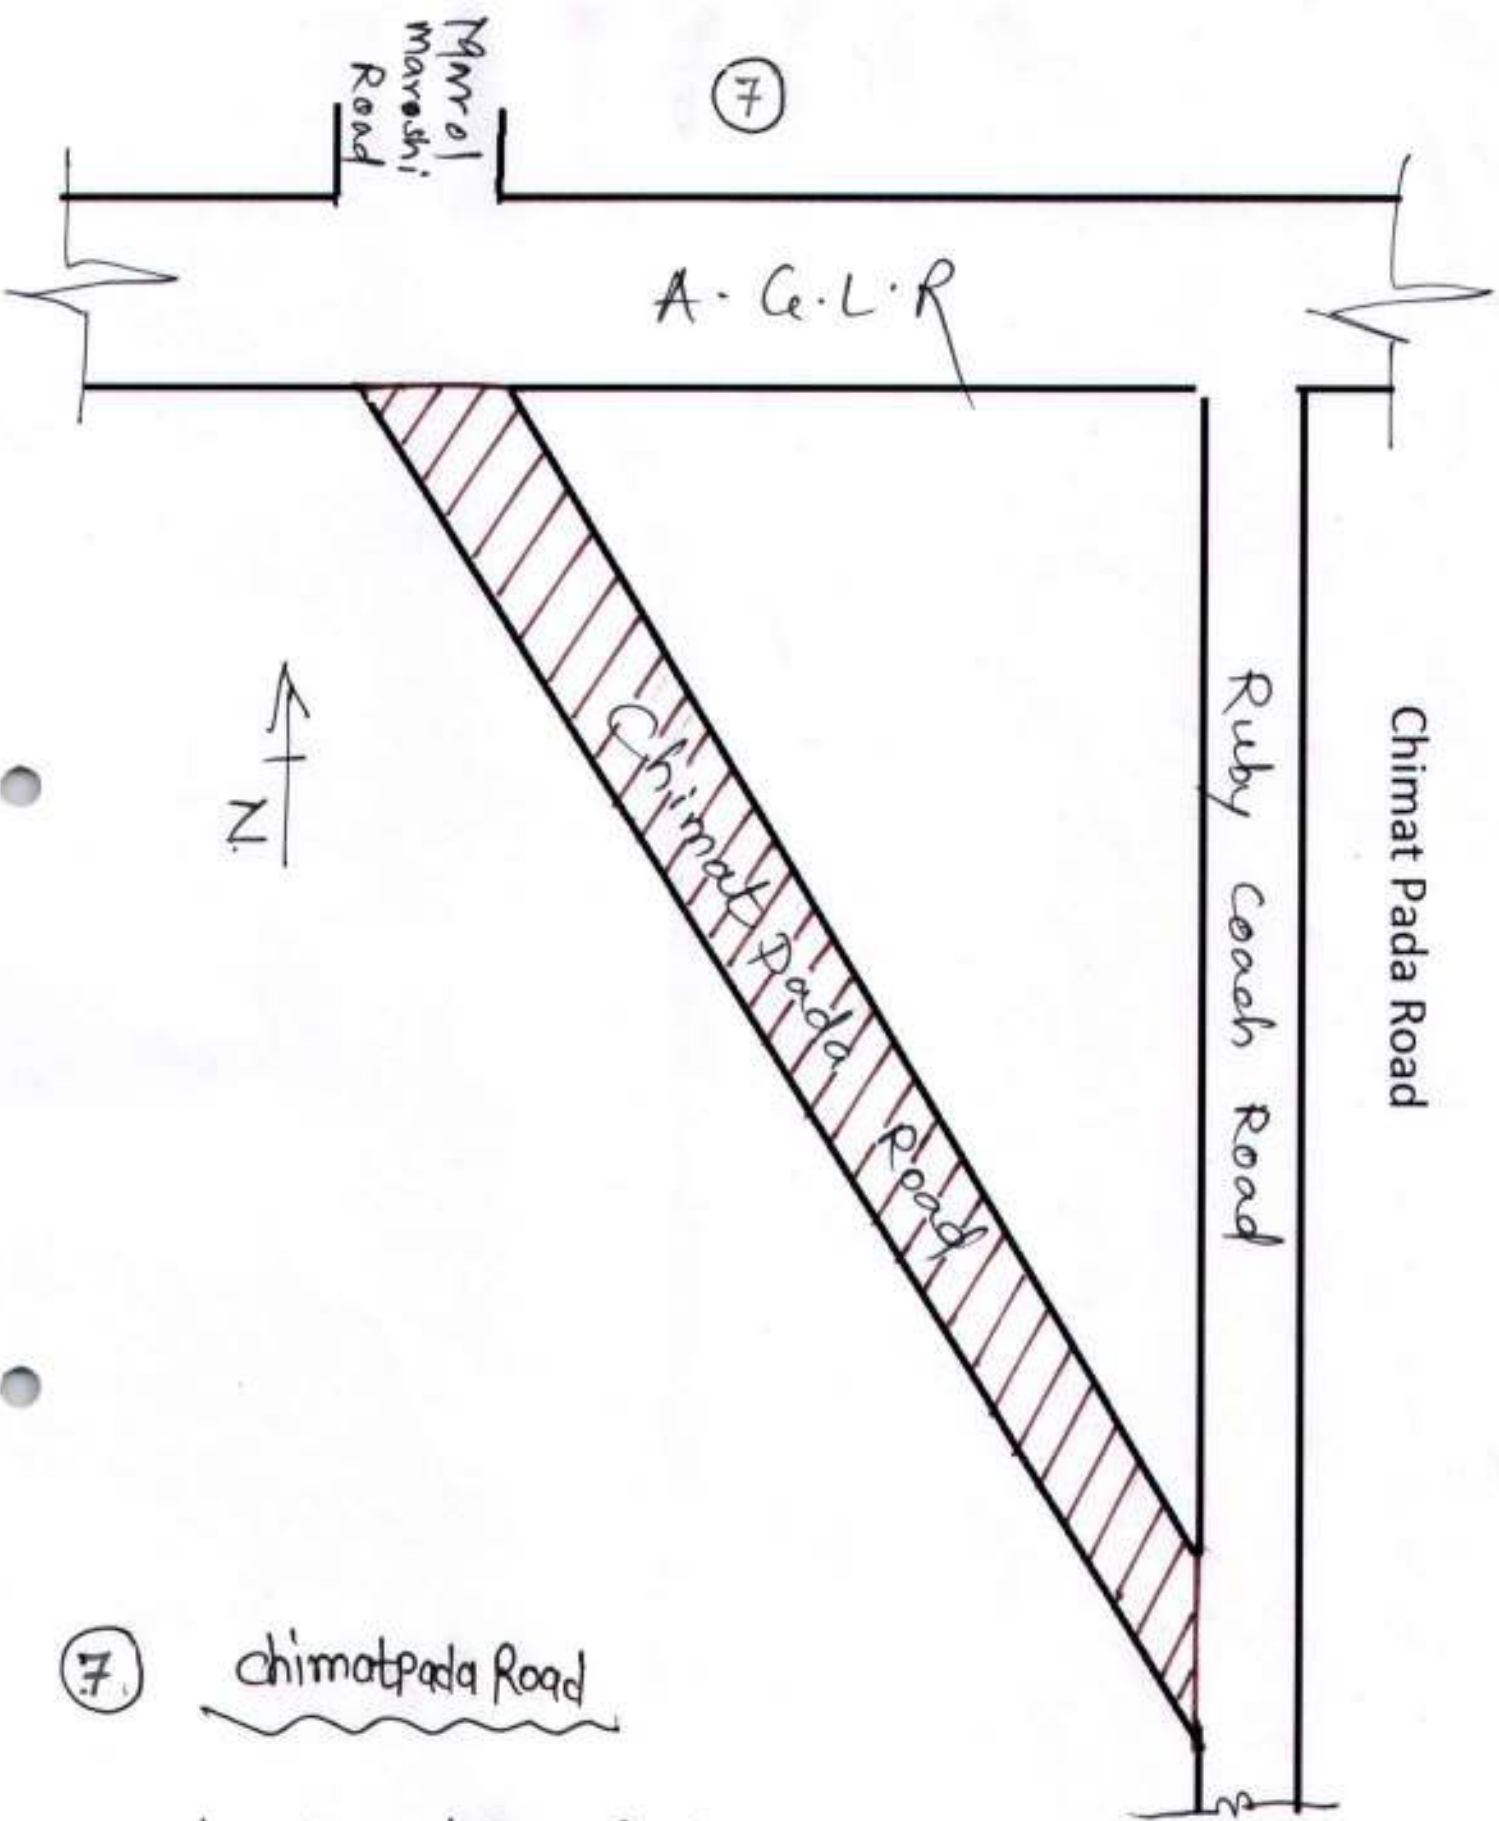 7
Marol
maroshi
Road
A.G.L.R
Chimat Pada Road
Ruby Coach Road
Chimat Pada Road
N.
7. ChimatPada Road